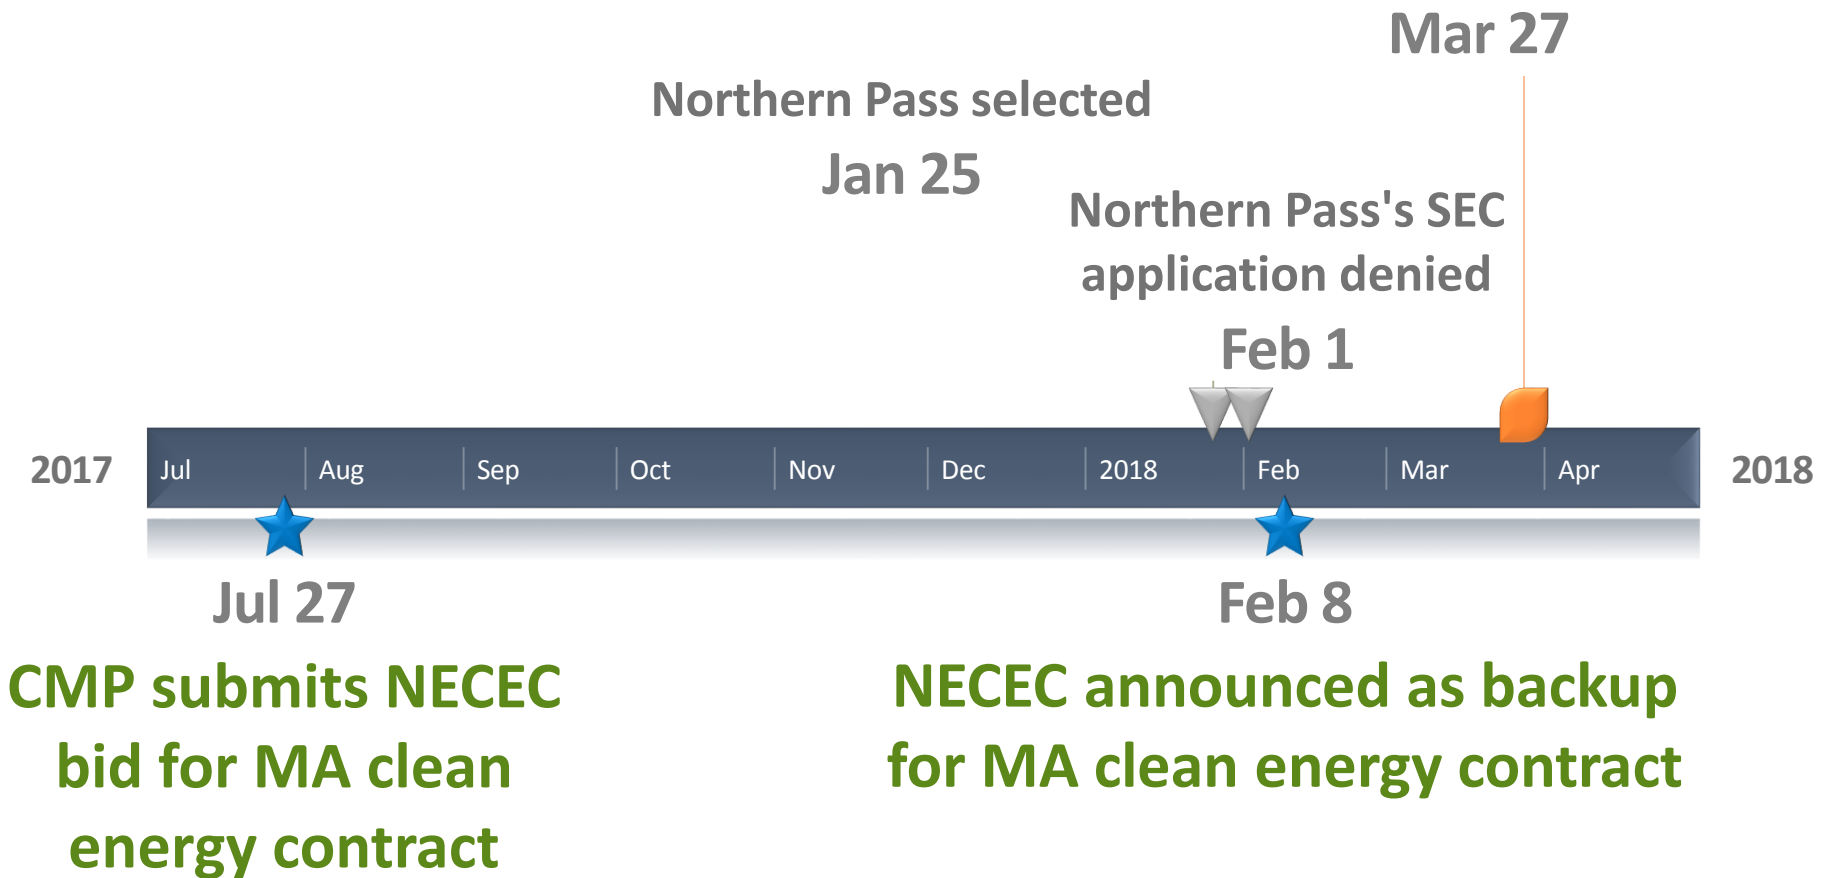 Mar 27
Northern Pass selected
Jan 25
Northern Pass's SEC
application denied
Feb 1
2017 Jul Aug Sep Oct Nov Dec 2018 Feb Mar Apr 2018
Jul 27
CMP submits NECEC
bid for MA clean
energy contract
Feb 8
NECEC announced as backup
for MA clean energy contract